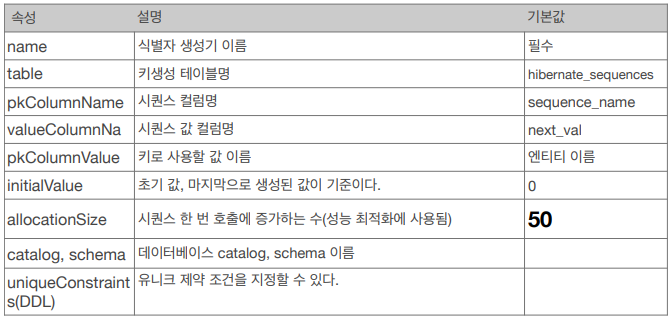 속성 설명 기본값
name 식별자 생성기 이름 필수
table 키생성 테이블명 hibernate_sequences
pkColumnName 시퀀스 컬럼명 sequence_name
valueColumnNa 시퀀스 값 컬럼명 next_val
pkColumnValue 키로 사용할 값 이름 엔티티 이름
initialValue 초기 값, 마지막으로 생성된 값이 기준이다. 0
allocationSize 시퀀스 한 번 호출에 증가하는 수(성능 최적화에 사용됨) 50
catalog, schema 데이터베이스 catalog, schema 이름
uniqueConstraint 유니크 제약 조건을 지정할 수 있다.
s(DDL)